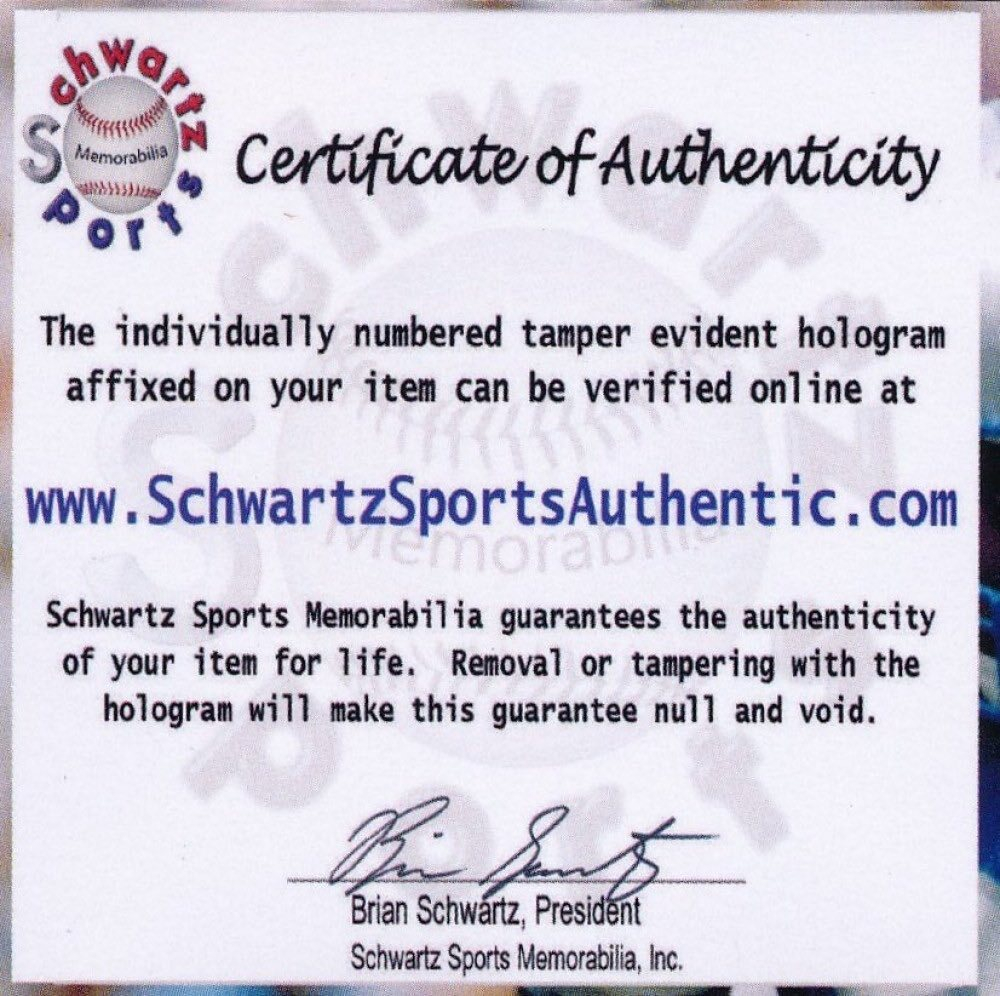 Schwartz
Sports
Memorabilia
Certificate of Authenticity
The individually numbered tamper evident hologram
affixed on your item can be verified online at
www.SchwartzSportsAuthentic.com
Schwartz Sports Memorabilia guarantees the authenticity
of your item for life. Removal or tampering with the
hologram will make this guarantee null and void.
Brian Schwartz
Brian Schwartz, President
Schwartz Sports Memorabilia, Inc.